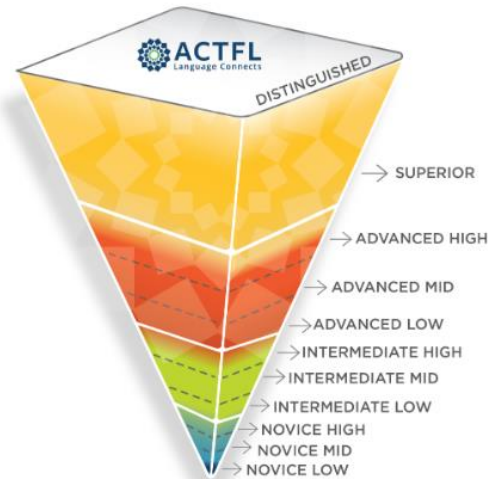 ACTFL
Language Connects
DISTINGUISHED
SUPERIOR
ADVANCED HIGH
ADVANCED MID
ADVANCED LOW
INTERMEDIATE HIGH
INTERMEDIATE MID
INTERMEDIATE LOW
NOVICE HIGH
NOVICE MID
NOVICE LOW